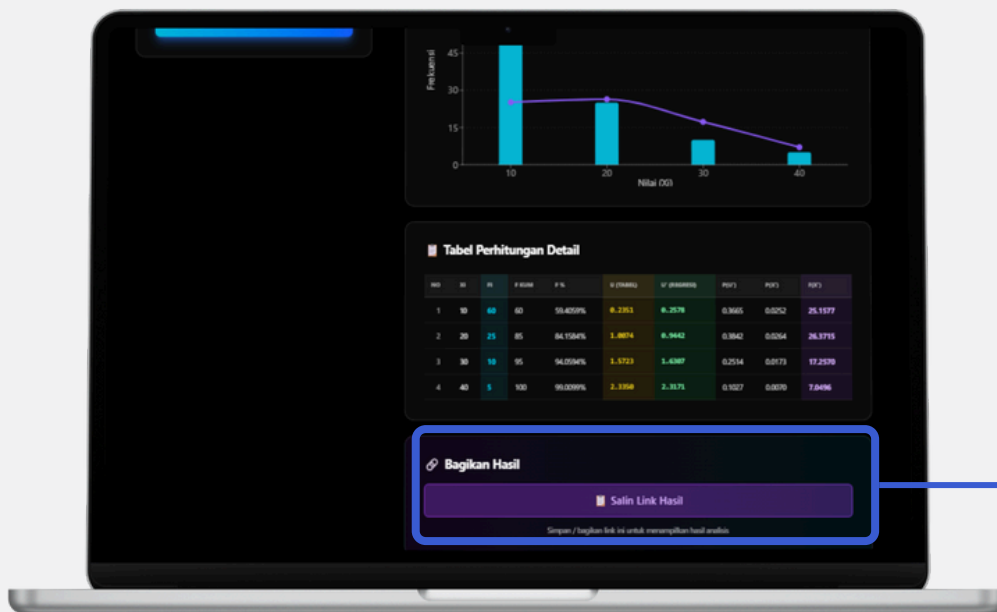 45
30
15
0
Frekuensi
10 20 30 40
Nilai (Xi)
📋 Tabel Perhitungan Detail
NO XI FI F KUM F % U (TABEL) U' (REGRESI) P(U') P(X') F(X')
1 10 60 60 59.4059% 0.2351 0.2578 0.3665 0.0252 25.1577
2 20 25 85 84.1584% 1.0074 0.9442 0.3842 0.0264 26.3715
3 30 10 95 94.0594% 1.5723 1.6307 0.2514 0.0173 17.2570
4 40 5 100 99.0099% 2.3350 2.3171 0.1027 0.0070 7.0496
🔗 Bagikan Hasil
📋 Salin Link Hasil
Simpan / bagikan link ini untuk menampilkan hasil analisis